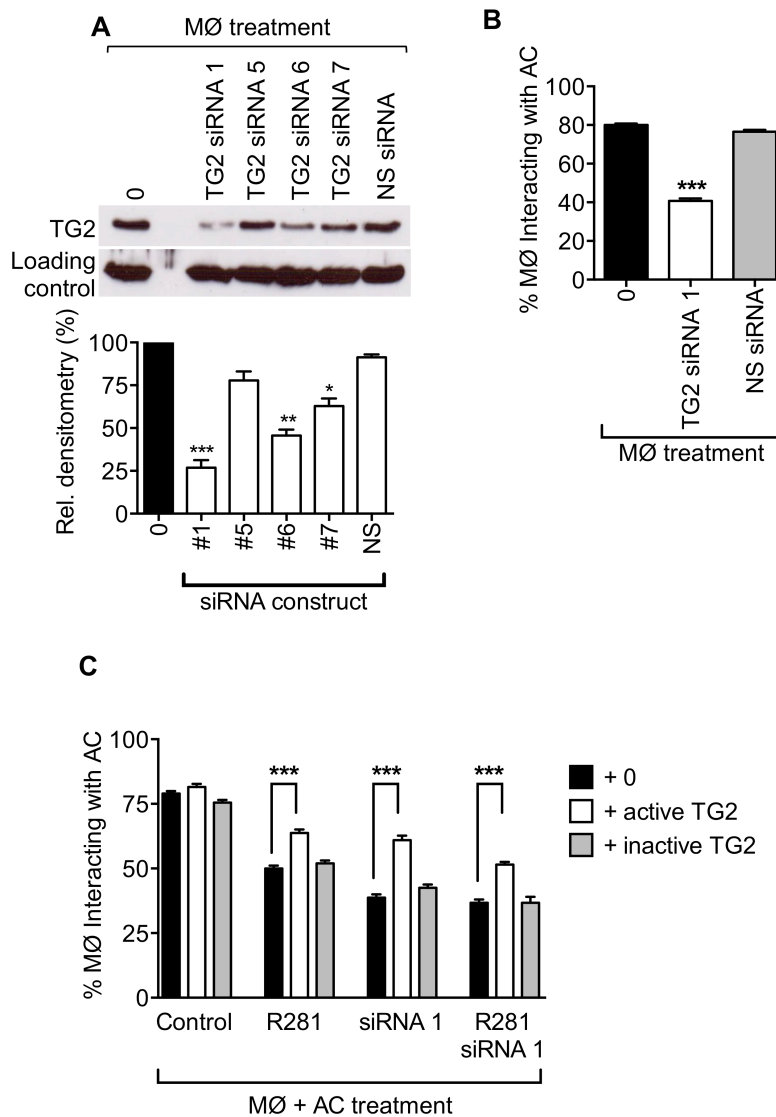 A
MØ treatment
0
TG2 siRNA 1
TG2 siRNA 5
TG2 siRNA 6
TG2 siRNA 7
NS siRNA
TG2
Loading
control
Rel. densitometry (%)
100
75
50
25
0
***
**
*
0
#1
#5
#6
#7
NS
siRNA construct
B
% MØ Interacting with AC
100
80
60
40
20
0
***
0
TG2 siRNA 1
NS siRNA
MØ treatment
C
% MØ Interacting with AC
100
75
50
25
0
***
***
***
+ 0
+ active TG2
+ inactive TG2
Control
R281
siRNA 1
R281
siRNA 1
MØ + AC treatment